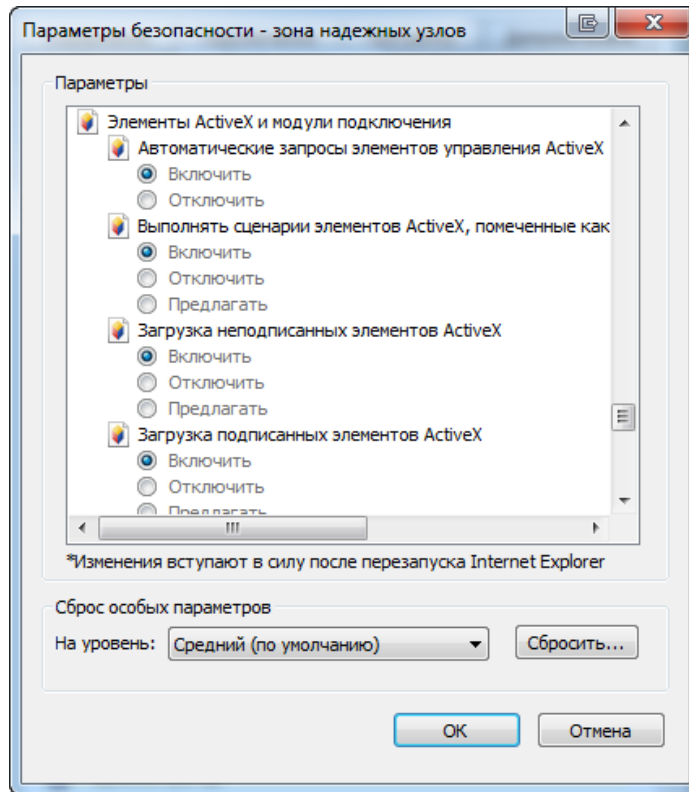 Параметры безопасности - зона надежных узлов
Параметры
Элементы ActiveX и модули подключения
Автоматические запросы элементов управления ActiveX
Включить
Отключить
Выполнять сценарии элементов ActiveX, помеченные как
Включить
Отключить
Предлагать
Загрузка неподписанных элементов ActiveX
Включить
Отключить
Предлагать
Загрузка подписанных элементов ActiveX
Включить
Отключить
Предлагать
*Изменения вступают в силу после перезапуска Internet Explorer
Сброс особых параметров
На уровень: Средний (по умолчанию) Сбросить...
ОК Отмена